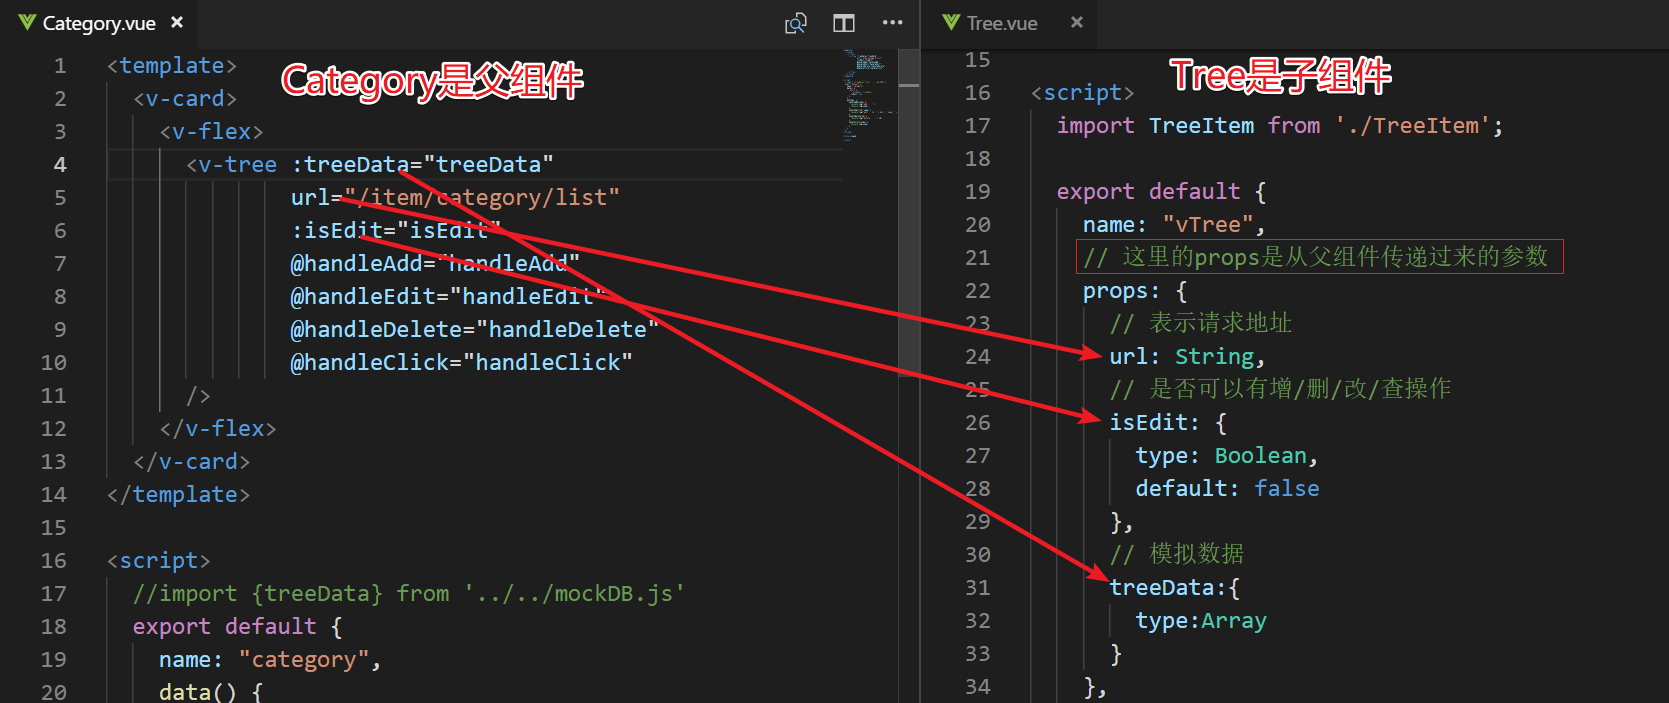 Category.vue ×
Category是父组件
1 <template>
2 <v-card>
3 <v-flex>
4 <v-tree :treeData="treeData"
5 url="/item/category/list"
6 :isEdit="isEdit"
7 @handleAdd="handleAdd"
8 @handleEdit="handleEdit"
9 @handleDelete="handleDelete"
10 @handleClick="handleClick"
11 />
12 </v-flex>
13 </v-card>
14 </template>
15
16 <script>
17 //import {treeData} from '../../mockDB.js'
18 export default {
19 name: "category",
20 data() {
Tree.vue ×
Tree是子组件
15
16 <script>
17 import TreeItem from './TreeItem';
18
19 export default {
20 name: "vTree",
21 // 这里的props是从父组件传递过来的参数
22 props: {
23 // 表示请求地址
24 url: String,
25 // 是否可以有增/删/改/查操作
26 isEdit: {
27 type: Boolean,
28 default: false
29 },
30 // 模拟数据
31 treeData:{
32 type:Array
33 }
34 },